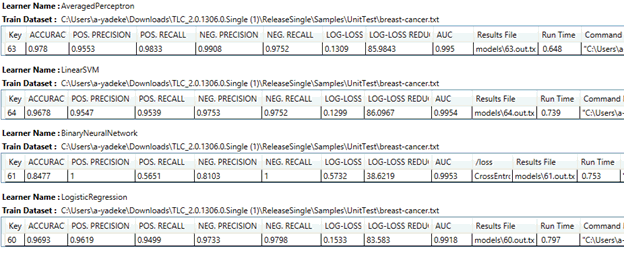 Learner Name : AveragedPerceptron
Train Dataset : C:\Users\a-yadeke\Downloads\TLC_2.0.1306.0.Single (1)\ReleaseSingle\Samples\UnitTest\breast-cancer.txt
Key ACCURAC POS. PRECISION POS. RECALL NEG. PRECISION NEG. RECALL LOG-LOSS LOG-LOSS REDUC AUC Results File Run Time Command
63 0.978 0.9553 0.9833 0.9908 0.9752 0.1309 85.9843 0.995 models\63.out.tx 0.648 "C:\Users\a
Learner Name : LinearSVM
Train Dataset : C:\Users\a-yadeke\Downloads\TLC_2.0.1306.0.Single (1)\ReleaseSingle\Samples\UnitTest\breast-cancer.txt
Key ACCURAC POS. PRECISION POS. RECALL NEG. PRECISION NEG. RECALL LOG-LOSS LOG-LOSS REDUC AUC Results File Run Time Command
64 0.9678 0.9547 0.9539 0.9753 0.9752 0.1299 86.0967 0.9954 models\64.out.tx 0.739 "C:\Users\a
Learner Name : BinaryNeuralNetwork
Train Dataset : C:\Users\a-yadeke\Downloads\TLC_2.0.1306.0.Single (1)\ReleaseSingle\Samples\UnitTest\breast-cancer.txt
Key ACCURAC POS. PRECISION POS. RECALL NEG. PRECISION NEG. RECALL LOG-LOSS LOG-LOSS REDUC AUC /loss Results File Run Time
61 0.8477 1 0.5651 0.8103 1 0.5732 38.6219 0.9953 CrossEntro models\61.out.tx 0.753 "
Learner Name : LogisticRegression
Train Dataset : C:\Users\a-yadeke\Downloads\TLC_2.0.1306.0.Single (1)\ReleaseSingle\Samples\UnitTest\breast-cancer.txt
Key ACCURAC POS. PRECISION POS. RECALL NEG. PRECISION NEG. RECALL LOG-LOSS LOG-LOSS REDUC AUC Results File Run Time Command
60 0.9693 0.9619 0.9499 0.9733 0.9798 0.1533 83.583 0.9918 models\60.out.tx 0.797 "C:\Users\a